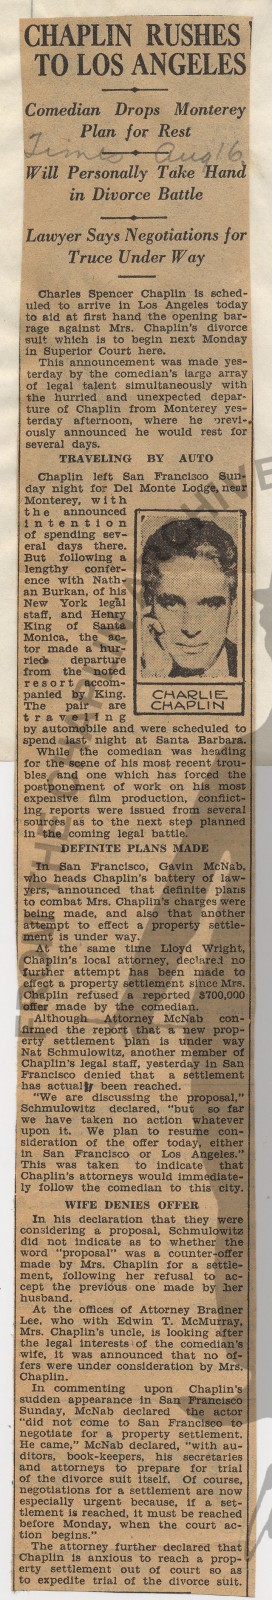 CHAPLIN RUSHES
TO LOS ANGELES
Comedian Drops Monterey
Plan for Rest
Times Aug 16
Will Personally Take Hand
in Divorce Battle
Lawyer Says Negotiations for
Truce Under Way
Charles Spencer Chaplin is sched-
uled to arrive in Los Angeles today
to aid at first hand the opening bar-
rage against Mrs. Chaplin's divorce
suit which is to begin next Monday
in Superior Court here.
This announcement was made yes-
terday by the comedian's large array
of legal talent simultaneously with
the hurried and unexpected depar-
ture of Chaplin from Monterey yes-
terday afternoon, where he previ-
ously announced he would rest for
several days.
TRAVELING BY AUTO
Chaplin left San Francisco Sun-
day night for Del Monte Lodge, near
Monterey, with
the announced
intention
of spending sev-
eral days there.
But following a
lengthy confer-
ence with Nath-
an Burkan, of his
New York legal
staff, and Henry
King of Santa
Monica, the ac-
tor made a hur-
ried departure
from the noted
resort accom-
panied by King.
The pair are
traveling
CHARLIE
CHAPLIN
by automobile and were scheduled to
spend last night at Santa Barbara.
While the comedian was heading
for the scene of his most recent trou-
bles, and one which has forced the
postponement of work on his most
expensive film production, conflict-
ing reports were issued from several
sources as to the next step planned
in the coming legal battle.
DEFINITE PLANS MADE
In San Francisco, Gavin McNab,
who heads Chaplin's battery of law-
yers, announced that definite plans
to combat Mrs. Chaplin's charges were
being made, and also that another
attempt to effect a property settle-
ment is under way.
At the same time Lloyd Wright,
Chaplin's local attorney, declared no
further attempt has been made to
effect a property settlement since Mrs.
Chaplin refused a reported $700,000
offer made by the comedian.
Although Attorney McNab con-
firmed the report that a new prop-
erty settlement plan is under way
Nat Schmulowitz, another member of
Chaplin's legal staff, yesterday in San
Francisco denied that a settlement
has actually been reached.
"We are discussing the proposal,"
Schmulowitz declared, "but so far
we have taken no action whatever
upon it. We plan to resume con-
sideration of the offer today, either
in San Francisco or Los Angeles."
This was taken to indicate that
Chaplin's attorneys would immediate-
ly follow the comedian to this city.
WIFE DENIES OFFER
In his declaration that they were
considering a proposal, Schmulowitz
did not indicate as to whether the
word "proposal" was a counter-offer
made by Mrs. Chaplin for a settle-
ment, following her refusal to ac-
cept the previous one made by her
husband.
At the offices of Attorney Bradner
Lee, who with Edwin T. McMurray,
Mrs. Chaplin's uncle, is looking after
the legal interests of the comedian's
wife, it was announced that no of-
fers were under consideration by Mrs.
Chaplin.
In commenting upon Chaplin's
sudden appearance in San Francisco
Sunday, McNab declared the actor
"did not come to San Francisco to
negotiate for a property settlement.
He came," McNab declared, "with au-
ditors, book-keepers, his secretaries
and attorneys to prepare for trial
of the divorce suit itself. Of course,
negotiations for a settlement are now
especially urgent because, if a set-
tlement is reached, it must be reached
before Monday, when the court ac-
tion begins."
The attorney further declared that
Chaplin is anxious to reach a prop-
erty settlement out of court so as
to expedite trial of the divorce suit.